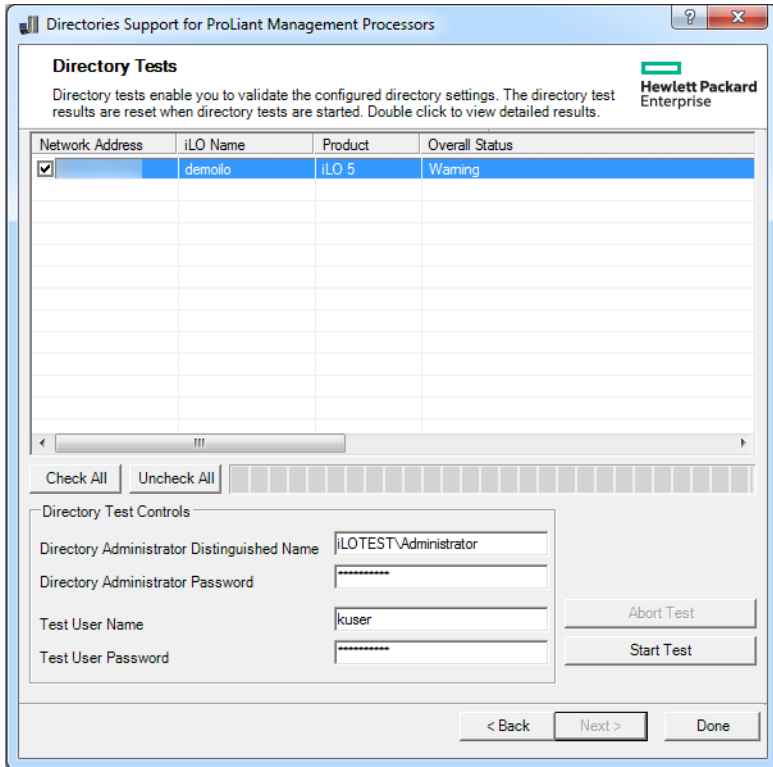 Directories Support for ProLiant Management Processors
?
X
Directory Tests
Directory tests enable you to validate the configured directory settings. The directory test
results are reset when directory tests are started. Double click to view detailed results.
Hewlett Packard
Enterprise
Network Address iLO Name Product Overall Status
demoilo iLO 5 Warning
Check All Uncheck All
Directory Test Controls
Directory Administrator Distinguished Name iLOTEST\Administrator
Directory Administrator Password **********
Test User Name kuser
Test User Password **********
Abort Test
Start Test
< Back Next > Done